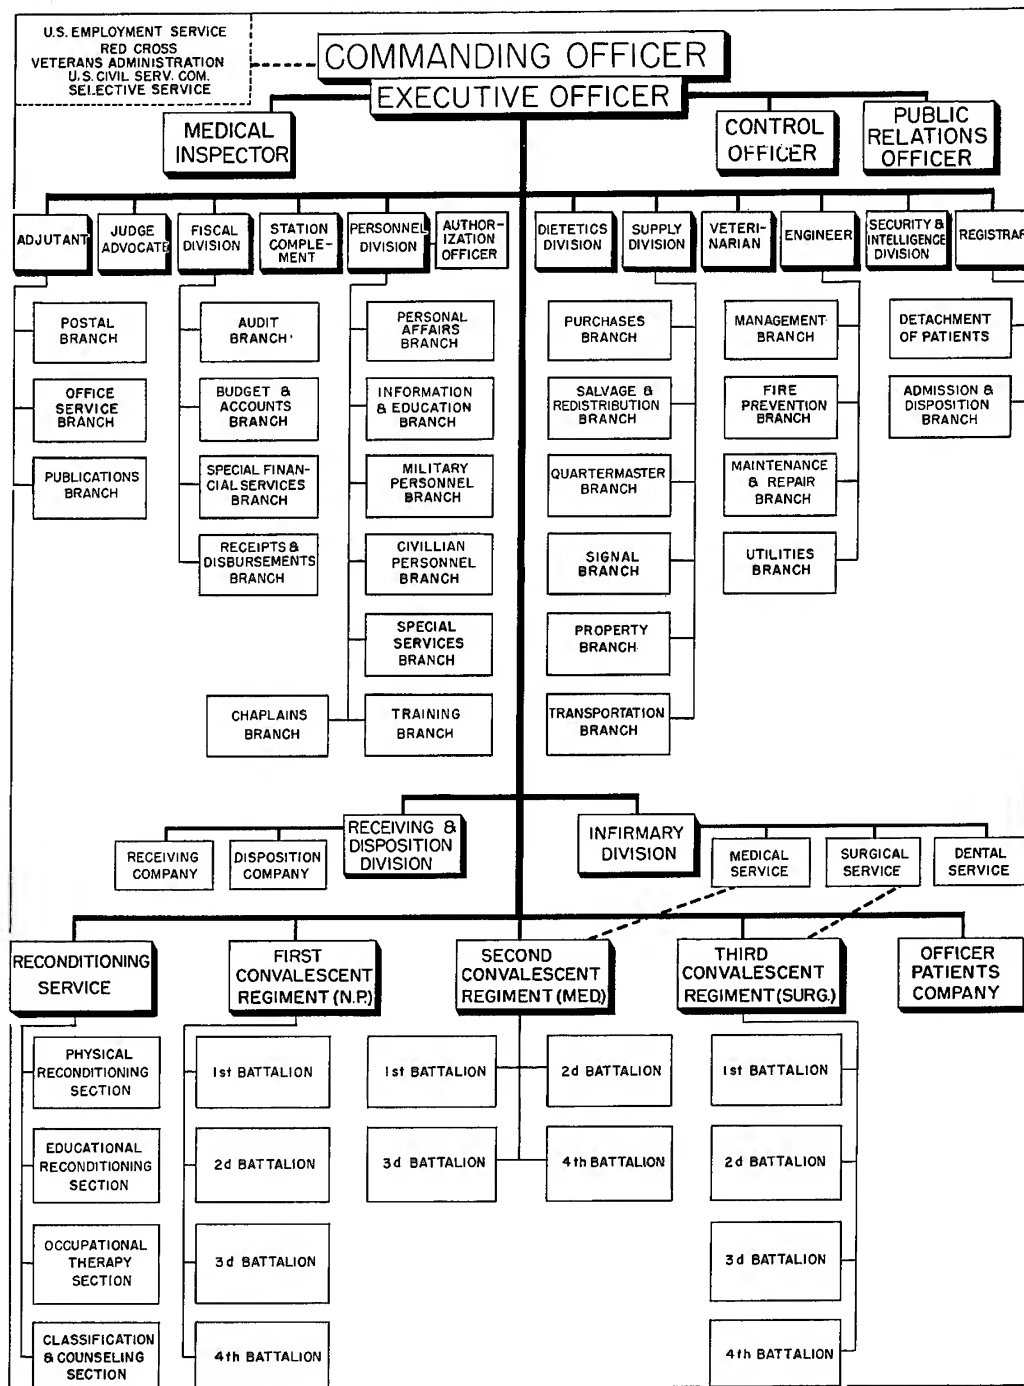 U.S. EMPLOYMENT SERVICE
RED CROSS
VETERANS ADMINISTRATION
U.S. CIVIL SERV. COM.
SELECTIVE SERVICE
COMMANDING OFFICER
EXECUTIVE OFFICER
MEDICAL
INSPECTOR
CONTROL
OFFICER
PUBLIC
RELATIONS
OFFICER
ADJUTANT
JUDGE
ADVOCATE
FISCAL
DIVISION
STATION
COMPLE-
MENT
PERSONNEL
DIVISION
AUTHOR-
IZATION
OFFICER
DIETETICS
DIVISION
SUPPLY
DIVISION
VETERI-
NARIAN
ENGINEER
SECURITY &
INTELLIGENCE
DIVISION
REGISTRAR
POSTAL
BRANCH
OFFICE
SERVICE
BRANCH
PUBLICATIONS
BRANCH
AUDIT
BRANCH
BUDGET &
ACCOUNTS
BRANCH
SPECIAL FINAN-
CIAL SERVICES
BRANCH
RECEIPTS &
DISBURSEMENTS
BRANCH
PERSONAL
AFFAIRS
BRANCH
INFORMATION
& EDUCATION
BRANCH
MILITARY
PERSONNEL
BRANCH
CIVILLIAN
PERSONNEL
BRANCH
SPECIAL
SERVICES
BRANCH
CHAPLAINS
BRANCH
TRAINING
BRANCH
PURCHASES
BRANCH
SALVAGE &
REDISTRIBUTION
BRANCH
QUARTERMASTER
BRANCH
SIGNAL
BRANCH
PROPERTY
BRANCH
TRANSPORTATION
BRANCH
MANAGEMENT
BRANCH
FIRE
PREVENTION
BRANCH
MAINTENANCE
& REPAIR
BRANCH
UTILITIES
BRANCH
DETACHMENT
OF PATIENTS
ADMISSION &
DISPOSITION
BRANCH
RECEIVING &
DISPOSITION
DIVISION
RECEIVING
COMPANY
DISPOSITION
COMPANY
INFIRMARY
DIVISION
MEDICAL
SERVICE
SURGICAL
SERVICE
DENTAL
SERVICE
RECONDITIONING
SERVICE
FIRST
CONVALESCENT
REGIMENT (N.P.)
SECOND
CONVALESCENT
REGIMENT (MED.)
THIRD
CONVALESCENT
REGIMENT (SURG.)
OFFICER
PATIENTS
COMPANY
PHYSICAL
RECONDITIONING
SECTION
EDUCATIONAL
RECONDITIONING
SECTION
OCCUPATIONAL
THERAPY
SECTION
CLASSIFICATION
& COUNSELING
SECTION
1st BATTALION
2d BATTALION
3d BATTALION
4th BATTALION
1st BATTALION
2d BATTALION
3d BATTALION
4th BATTALION
1st BATTALION
2d BATTALION
3d BATTALION
4th BATTALION